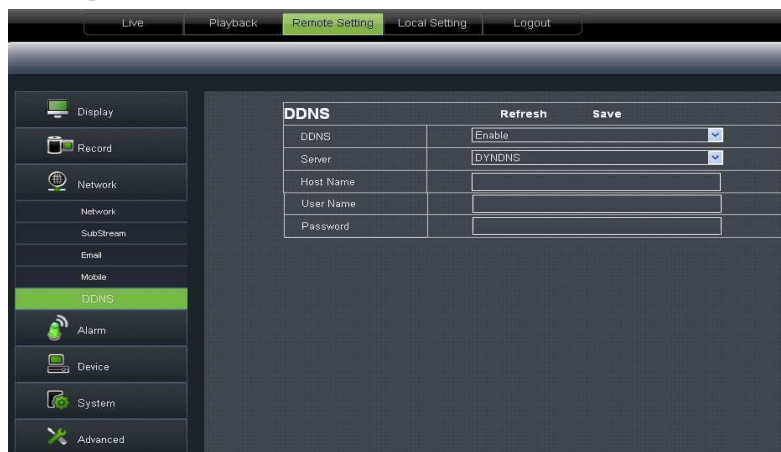 Live Playback Remote Setting Local Setting Logout
Display
Record
Network
Network
SubStream
Email
Mobile
DDNS
Alarm
Device
System
Advanced
DDNS Refresh Save
DDNS Enable
Server DYNDNS
Host Name
User Name
Password